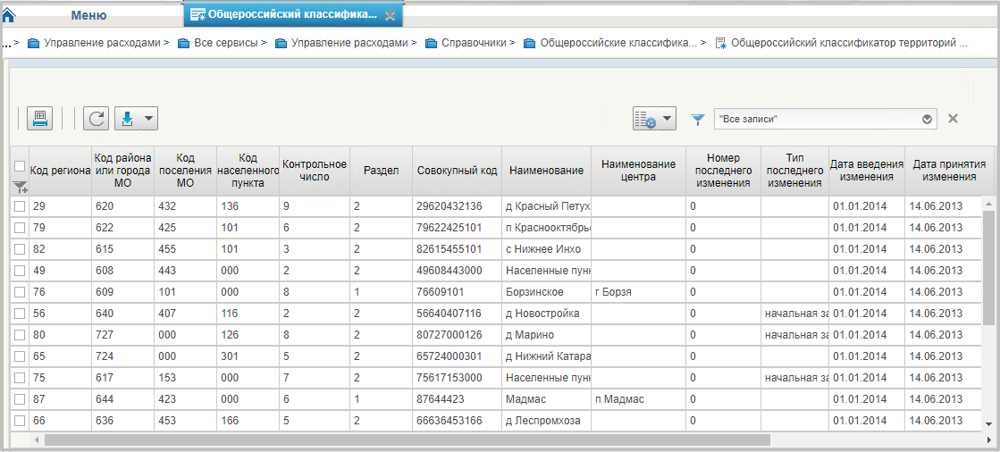 Меню
Общероссийский классифика...
... > Управление расходами > Все сервисы > Управление расходами > Справочники > Общероссийские классифика... > Общероссийский классификатор территорий ...
"Все записи"
Код региона Код района или города МО Код поселения МО Код населенного пункта Контрольное число Раздел Совокупный код Наименование Наименование центра Номер последнего изменения Тип последнего изменения Дата введения изменения Дата принятия изменения
29 620 432 136 9 2 29620432136 д Красный Петух 0 01.01.2014 14.06.2013
79 622 425 101 6 2 79622425101 п Краснооктябрь 0 01.01.2014 14.06.2013
82 615 455 101 3 2 82615455101 с Нижнее Инхо 0 01.01.2014 14.06.2013
49 608 443 000 2 2 49608443000 Населенные пун 0 01.01.2014 14.06.2013
76 609 101 000 8 1 76609101 Борзинское г Борзя 0 01.01.2014 14.06.2013
56 640 407 116 2 2 56640407116 д Новостройка 0 начальная за 01.01.2014 14.06.2013
80 727 000 126 8 2 80727000126 д Марино 0 начальная за 01.01.2014 14.06.2013
65 724 000 301 5 2 65724000301 д Нижний Катара 0 01.01.2014 14.06.2013
75 617 153 000 7 2 75617153000 Населенные пун 0 начальная за 01.01.2014 14.06.2013
87 644 423 000 6 1 87644423 Мадмас п Мадмас 0 01.01.2014 14.06.2013
66 636 453 166 5 2 66636453166 д Леспромхоза 0 01.01.2014 14.06.2013